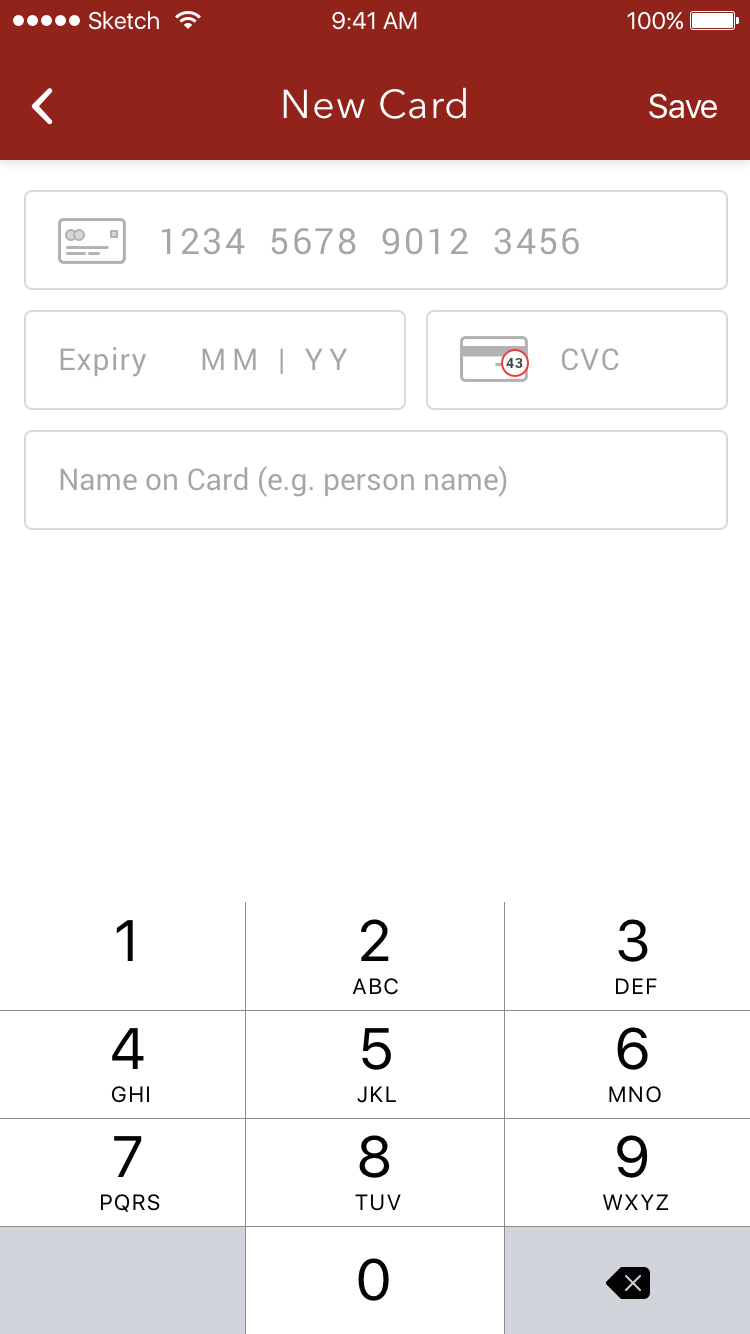 Sketch 9:41 AM 100%
New Card Save
1234 5678 9012 3456
Expiry MM | YY 43 CVC
Name on Card (e.g. person name)
1 2 3
ABC DEF
4 5 6
GHI JKL MNO
7 8 9
PQRS TUV WXYZ
0